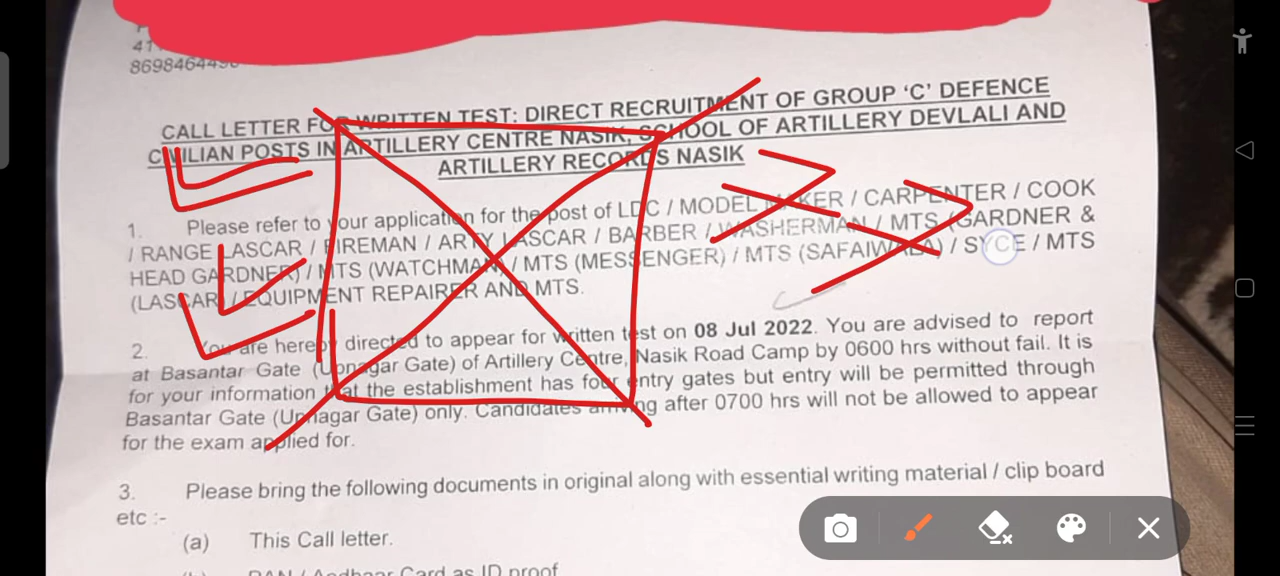 CALL LETTER FOR WRITTEN TEST: DIRECT RECRUITMENT OF GROUP ‘C’ DEFENCE
CIVILIAN POSTS IN ARTILLERY CENTRE NASIK, SCHOOL OF ARTILLERY DEVLALI AND
ARTILLERY RECORDS NASIK
1. Please refer to your application for the post of LDC / MODEL MAKER / CARPENTER / COOK
/ RANGE LASCAR / FIREMAN / ARTY LASCAR / BARBER / WASHERMAN / MTS (GARDNER &
HEAD GARDNER) / MTS (WATCHMAN) / MTS (MESSENGER) / MTS (SAFAIWALA) / SYCE / MTS
(LASCAR) / EQUIPMENT REPAIRER AND MTS.
2. You are hereby directed to appear for written test on 08 Jul 2022. You are advised to report
at Basantar Gate (Upnagar Gate) of Artillery Centre, Nasik Road Camp by 0600 hrs without fail. It is
for your information that the establishment has four entry gates but entry will be permitted through
Basantar Gate (Upnagar Gate) only. Candidates arriving after 0700 hrs will not be allowed to appear
for the exam applied for.
3. Please bring the following documents in original along with essential writing material / clip board
etc :-
(a) This Call letter.
PAN / Aadhaar Card as ID proof